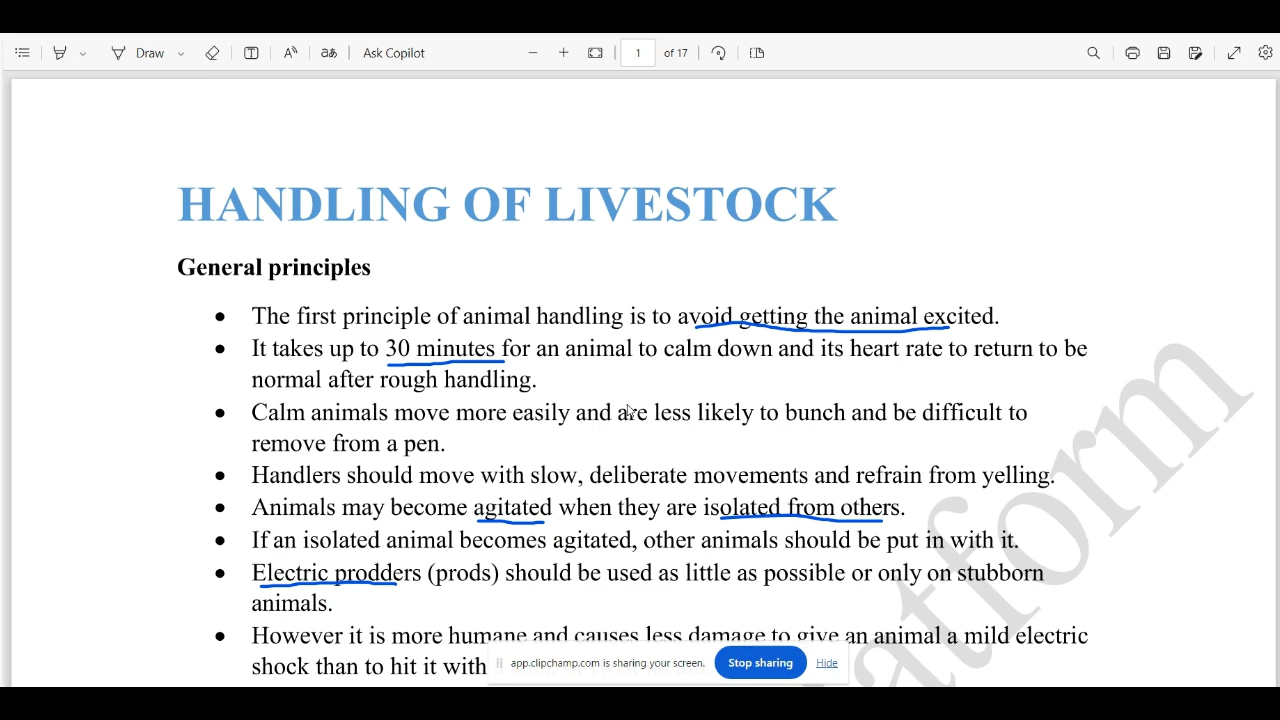 Draw
Ask Copilot
1 of 17
HANDLING OF LIVESTOCK
General principles
• The first principle of animal handling is to avoid getting the animal excited.
• It takes up to 30 minutes for an animal to calm down and its heart rate to return to be
normal after rough handling.
• Calm animals move more easily and are less likely to bunch and be difficult to
remove from a pen.
• Handlers should move with slow, deliberate movements and refrain from yelling.
• Animals may become agitated when they are isolated from others.
• If an isolated animal becomes agitated, other animals should be put in with it.
• Electric prodders (prods) should be used as little as possible or only on stubborn
animals.
• However it is more humane and causes less damage to give an animal a mild electric
shock than to hit it with
app.clipchamp.com is sharing your screen. Stop sharing Hide
atform